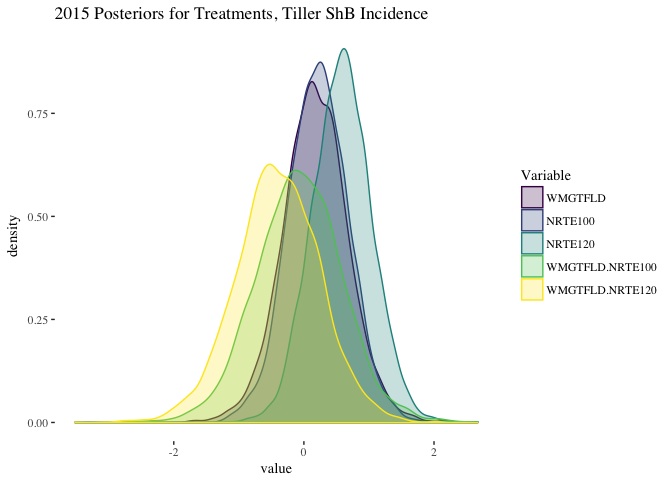 2015 Posteriors for Treatments, Tiller ShB Incidence
density
0.75
0.50
0.25
0.00
-2
0
2
value
Variable
WMGTFLD
NRTE100
NRTE120
WMGTFLD.NRTE100
WMGTFLD.NRTE120